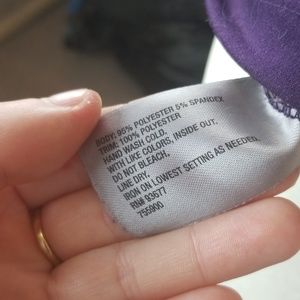 BODY: 95% POLYESTER 5% SPANDEX
TRIM: 100% POLYESTER
HAND WASH COLD.
WITH LIKE COLORS, INSIDE OUT.
DO NOT BLEACH.
LINE DRY.
IRON ON LOWEST SETTING AS NEEDED.
RN# 93677
755900